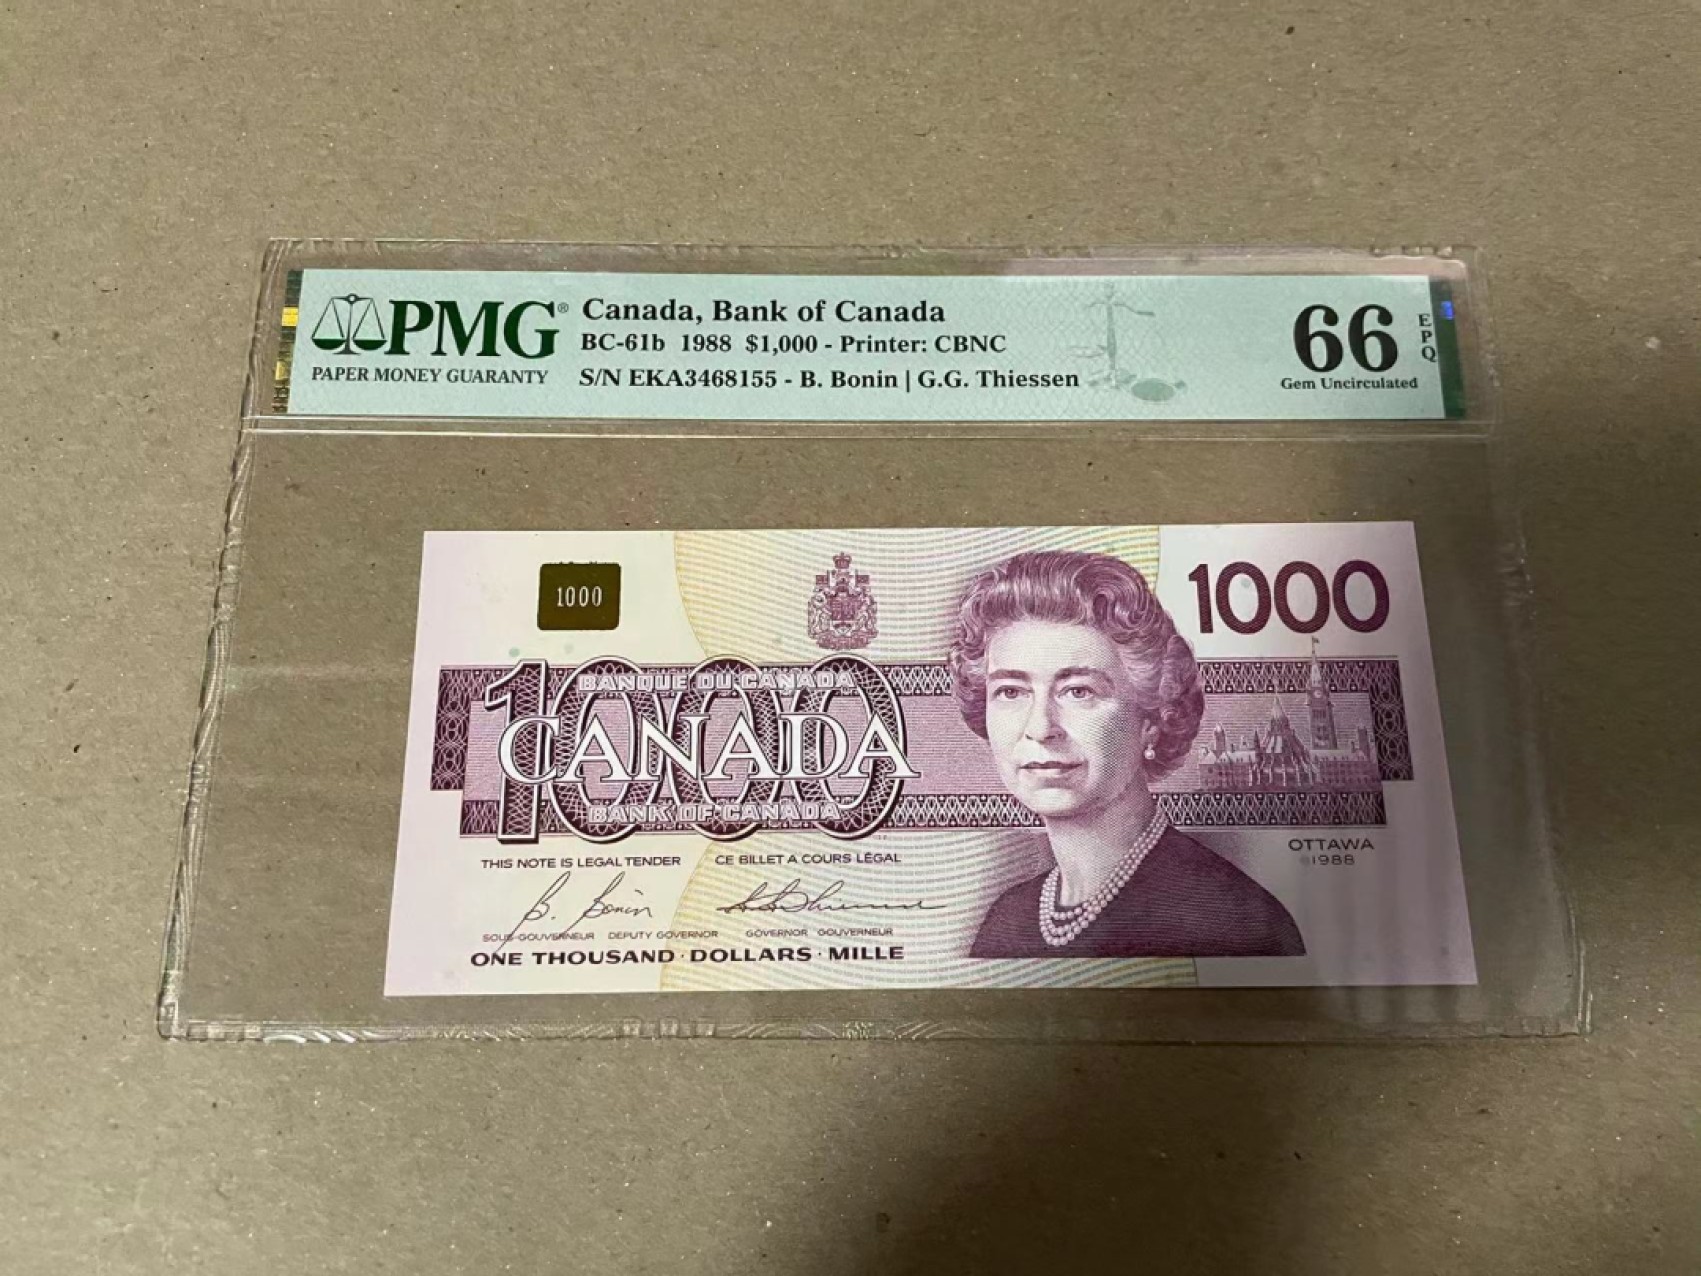 PMG® Canada, Bank of Canada 66 EPQ
BC-61b 1988 $1,000 - Printer: CBNC
PAPER MONEY GUARANTY S/N EKA3468155 - B. Bonin | G.G. Thiessen Gem Uncirculated
1000 1000
1000
BANQUE DU CANADA
CANADA
BANK OF CANADA
OTTAWA
1988
THIS NOTE IS LEGAL TENDER CE BILLET A COURS LÉGAL
B. Bonin
SOUS-GOUVERNEUR DEPUTY GOVERNOR GOVERNOR GOUVERNEUR
ONE THOUSAND · DOLLARS · MILLE